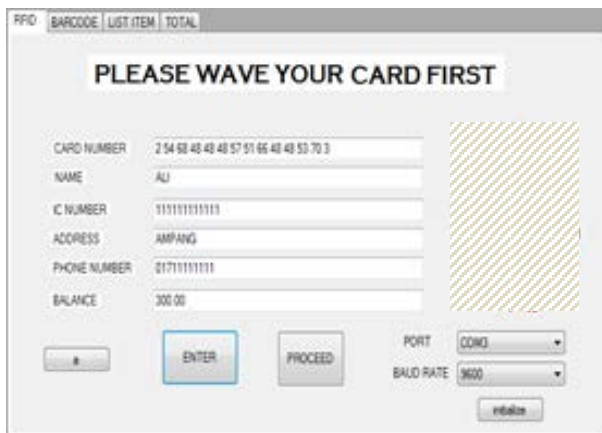 RFID BARCODE LIST ITEM TOTAL
PLEASE WAVE YOUR CARD FIRST
CARD NUMBER 2 54 68 48 48 48 57 51 66 48 48 53 70 3
NAME ALI
IC NUMBER 111111111111
ADDRESS AMPANG
PHONE NUMBER 01711111111
BALANCE 300.00
ENTER PROCEED PORT COM3
BAUD RATE 9600
initialize